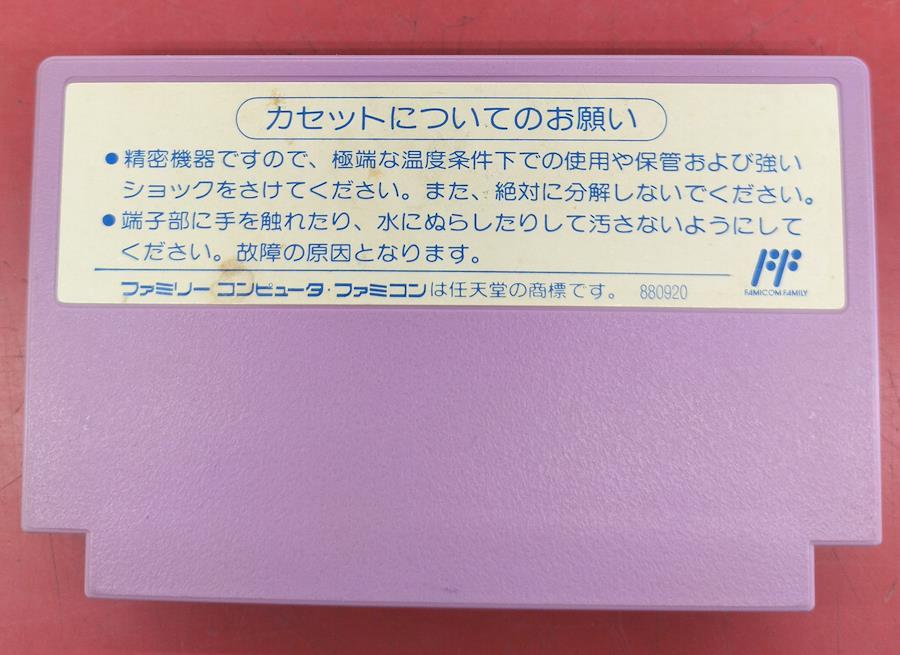 カセットについてのお願い
●精密機器ですので、極端な温度条件下での使用や保管および強い
ショックをさけてください。また、絶対に分解しないでください。
●端子部に手を触れたり、水にぬらしたりして汚さないようにして
ください。故障の原因となります。
ファミリー コンピュータ・ファミコンは任天堂の商標です。 880920
FF
FAMICOM FAMILY